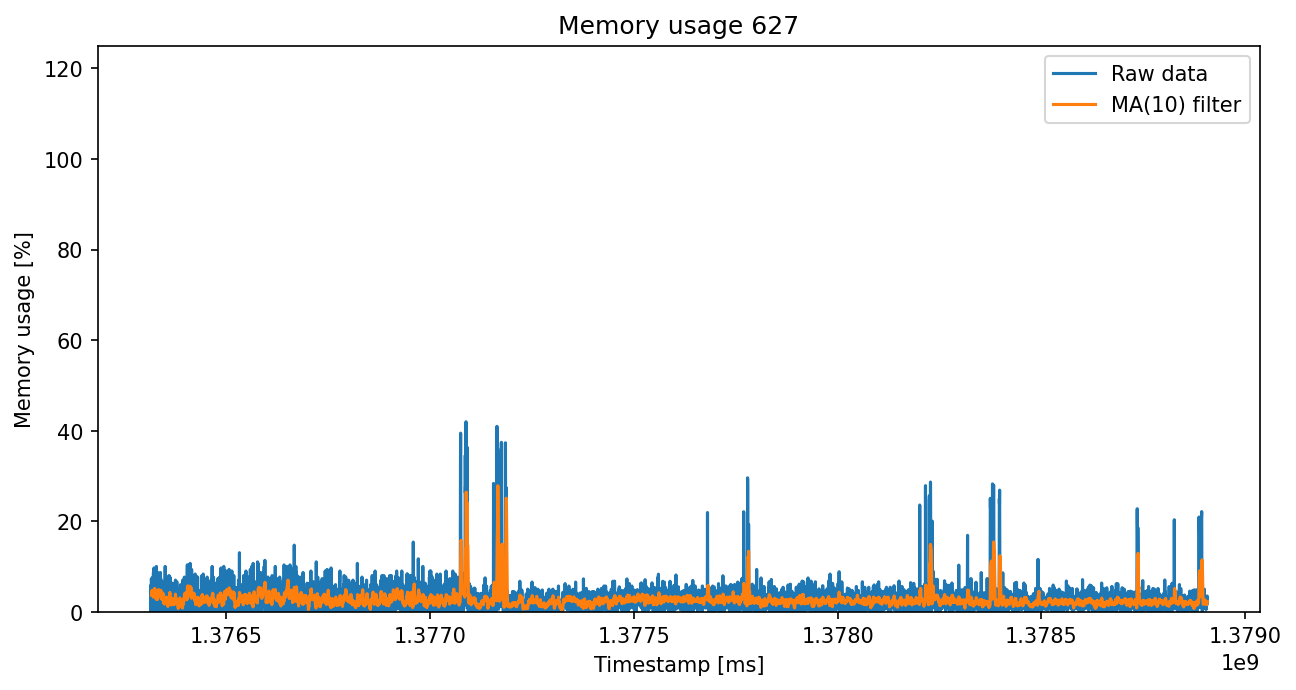 Memory usage 627
Raw data
MA(10) filter
Memory usage [%]
120
100
80
60
40
20
0
1.3765 1.3770 1.3775 1.3780 1.3785 1.3790
1e9
Timestamp [ms]